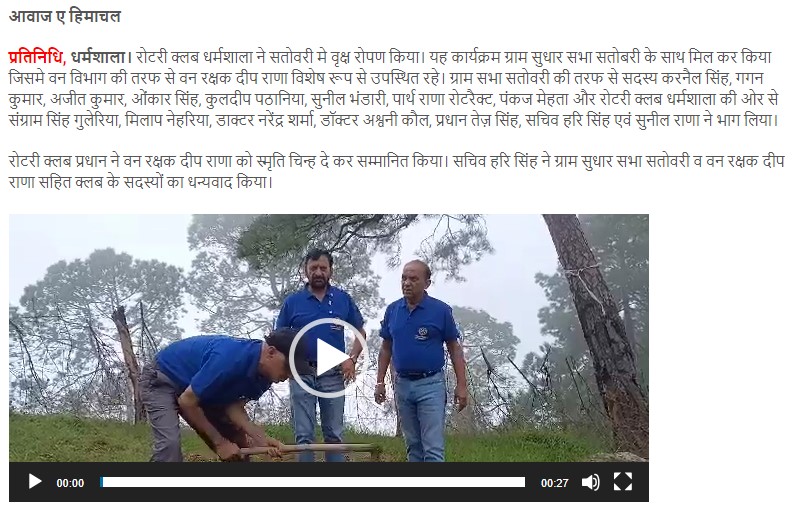 आवाज ए हिमाचल
प्रतिनिधि, धर्मशाला। रोटरी क्लब धर्मशाला ने सतोवरी मे वृक्ष रोपण किया। यह कार्यक्रम ग्राम सुधार सभा सतोबरी के साथ मिल कर किया
जिसमे वन विभाग की तरफ से वन रक्षक दीप राणा विशेष रूप से उपस्थित रहे। ग्राम सभा सतोवरी की तरफ से सदस्य करनैल सिंह, गगन
कुमार, अजीत कुमार, ओंकार सिंह, कुलदीप पठानिया, सुनील भंडारी, पार्थ राणा रोटरैक्ट, पंकज मेहता और रोटरी क्लब धर्मशाला की ओर से
संग्राम सिंह गुलेरिया, मिलाप नेहरिया, डाक्टर नरेंद्र शर्मा, डॉक्टर अश्वनी कौल, प्रधान तेज़ सिंह, सचिव हरि सिंह एवं सुनील राणा ने भाग लिया।
रोटरी क्लब प्रधान ने वन रक्षक दीप राणा को स्मृति चिन्ह दे कर सम्मानित किया। सचिव हरि सिंह ने ग्राम सुधार सभा सतोवरी व वन रक्षक दीप
राणा सहित क्लब के सदस्यों का धन्यवाद किया।
00:00 00:27